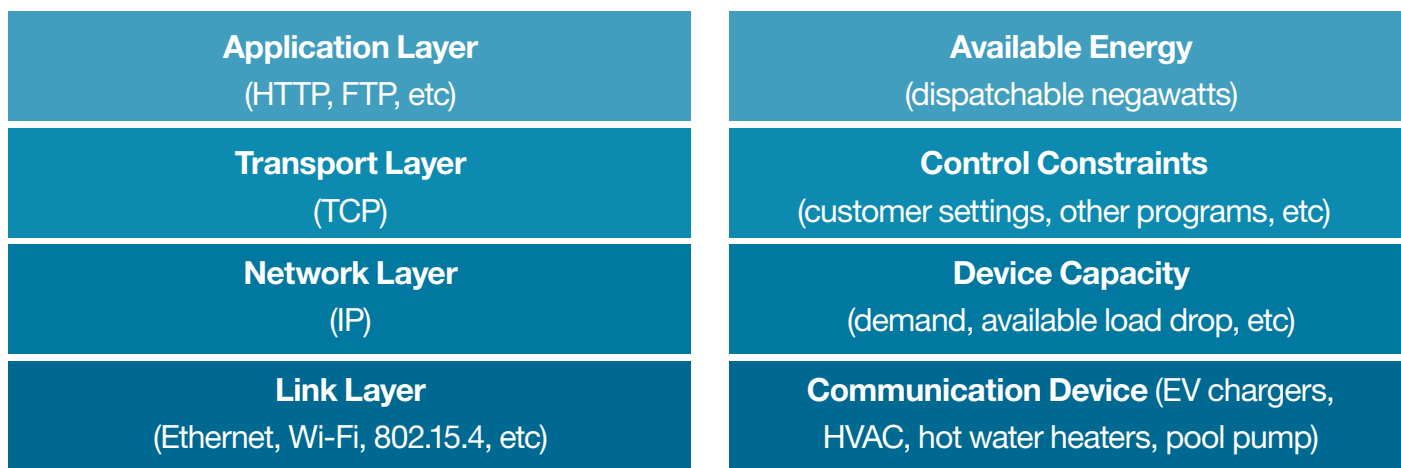 Application Layer
(HTTP, FTP, etc)
Transport Layer
(TCP)
Network Layer
(IP)
Link Layer
(Ethernet, Wi-Fi, 802.15.4, etc)
Available Energy
(dispatchable negawatts)
Control Constraints
(customer settings, other programs, etc)
Device Capacity
(demand, available load drop, etc)
Communication Device (EV chargers,
HVAC, hot water heaters, pool pump)